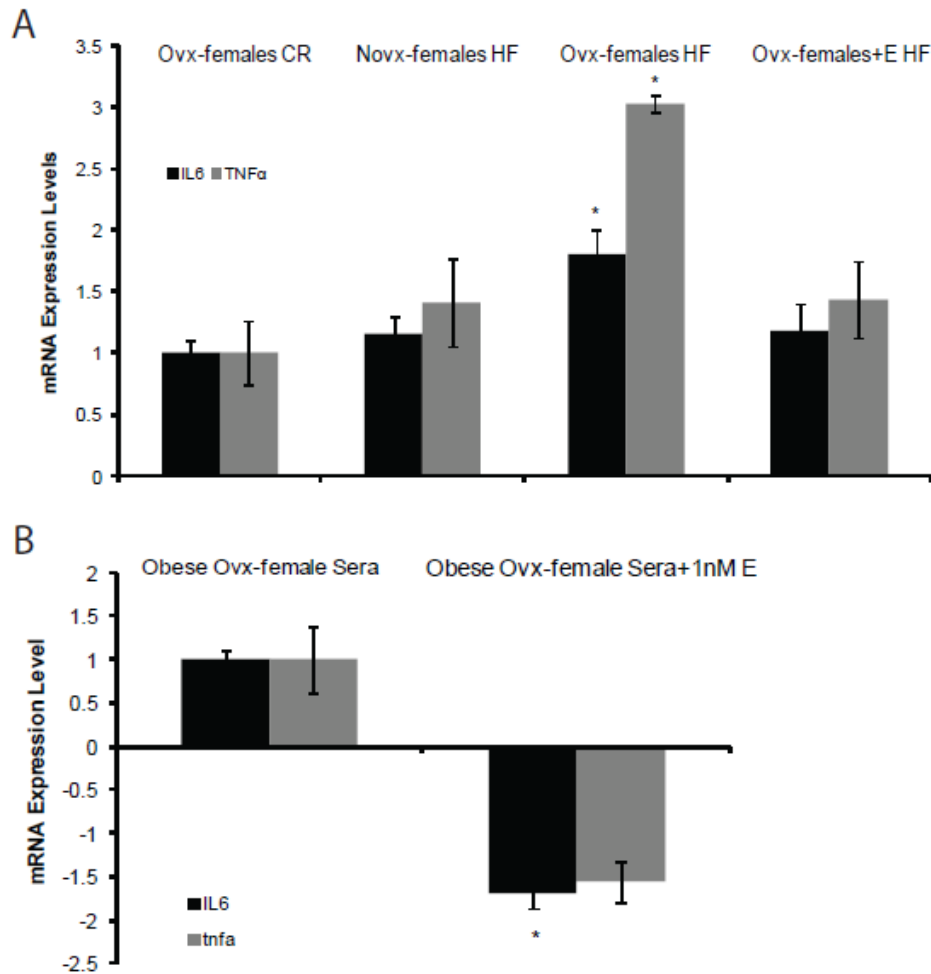 A
Ovx-females CR Novx-females HF Ovx-females HF Ovx-females+E HF
mRNA Expression Levels
3.5
3
2.5
2
1.5
1
0.5
0
IL6 TNFα
*
*
B
Obese Ovx-female Sera Obese Ovx-female Sera+1nM E
mRNA Expression Level
2
1.5
1
0.5
0
-0.5
-1
-1.5
-2
-2.5
IL6
tnfa
*